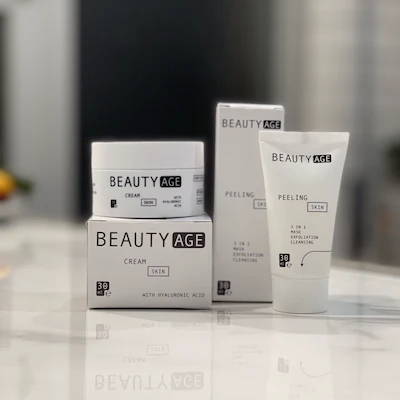 BEAUTY AGE
CREAM
SKIN
WITH
HYALURONIC
ACID
BEAUTY AGE
CREAM
SKIN
30
WITH HYALURONIC ACID
BEAUTY AGE
PEELING
SKIN
3 IN 1
MASK
EXFOLIATION
CLEANSING
30
BEAUTY AGE
PEELING
SKIN
3 IN 1
MASK
EXFOLIATION
CLEANSING
30